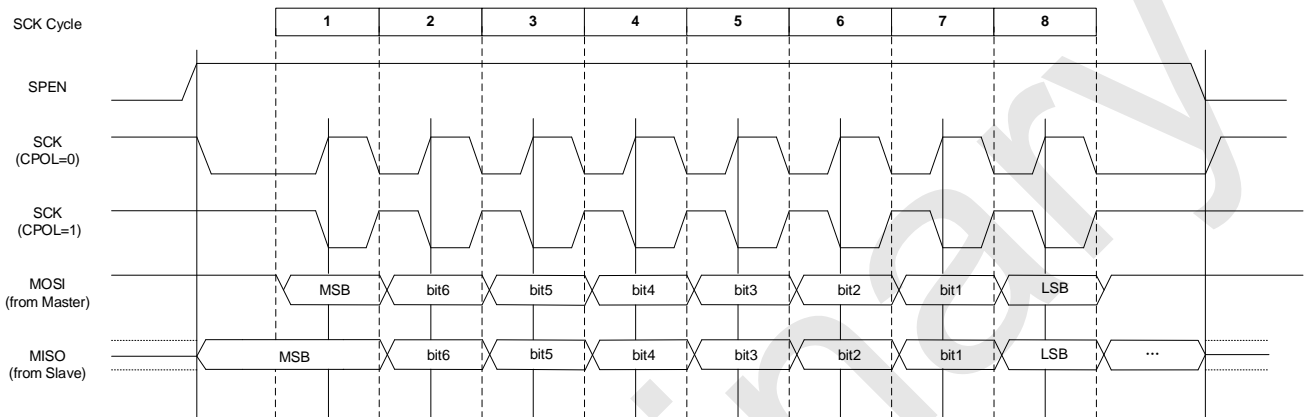 SCK Cycle 1 2 3 4 5 6 7 8
SPEN
SCK
(CPOL=0)
SCK
(CPOL=1)
MOSI
(from Master)
MSB bit6 bit5 bit4 bit3 bit2 bit1 LSB
MISO
(from Slave)
MSB bit6 bit5 bit4 bit3 bit2 bit1 LSB ...